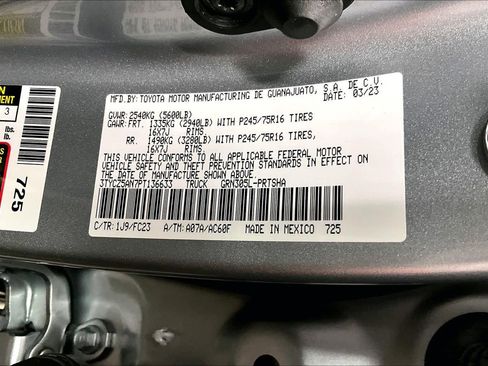 MFD.BY: TOYOTA MOTOR MANUFACTURING DE GUANAJUATO, S.A. DE C.V.
03/23
GVWR: 2540KG (5600LB)
GAWR: FRT. 1335KG (2940LB) WITH P245/75R16 TIRES
16X7J RIMS,
RR. 1490KG (3280LB) WITH P245/75R16 TIRES,
16X7J RIMS,
THIS VEHICLE CONFORMS TO ALL APPLICABLE FEDERAL MOTOR
VEHICLE SAFETY AND THEFT PREVENTION STANDARDS IN EFFECT ON
THE DATE OF MANUFACTURE SHOWN ABOVE.
3TYCZ5AN7PT136633 TRUCK GRN305L-PRTSHA
C/TR: 1J9/FC23 A/TM: A07A/AC60F MADE IN MEXICO 725
3
lbs.
lb.
725